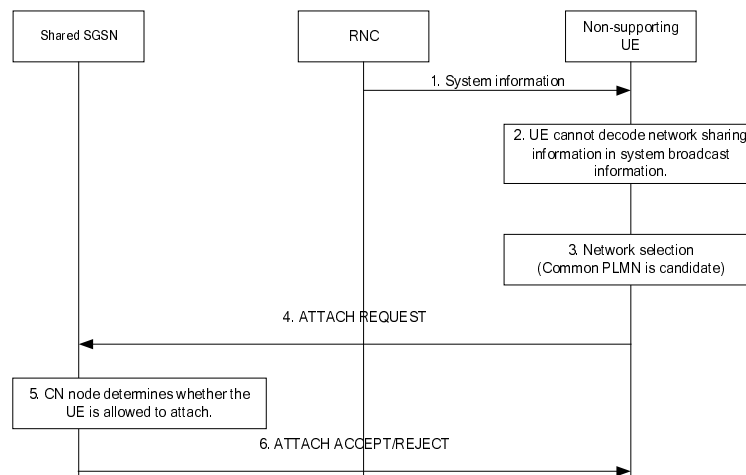 Shared SGSN
RNC
Non-supporting
UE
1. System information
2. UE cannot decode network sharing
information in system broadcast
information.
3. Network selection
(Common PLMN is candidate)
4. ATTACH REQUEST
5. CN node determines whether the
UE is allowed to attach.
6. ATTACH ACCEPT/REJECT